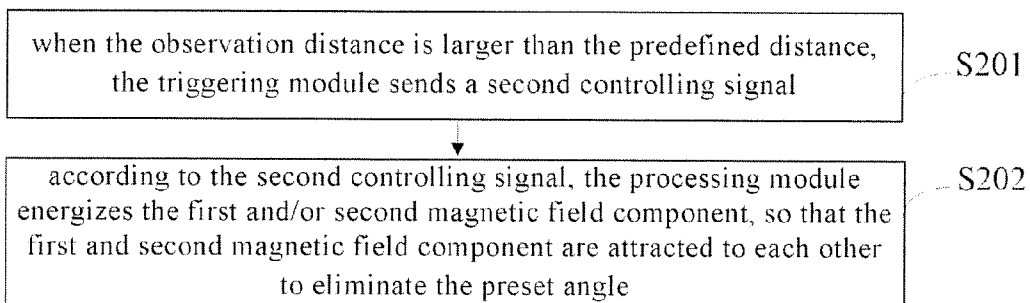 when the observation distance is larger than the predefined distance,
the triggering module sends a second controlling signal
S201
according to the second controlling signal, the processing module
energizes the first and/or second magnetic field component, so that the
first and second magnetic field component are attracted to each other
to eliminate the preset angle
S202